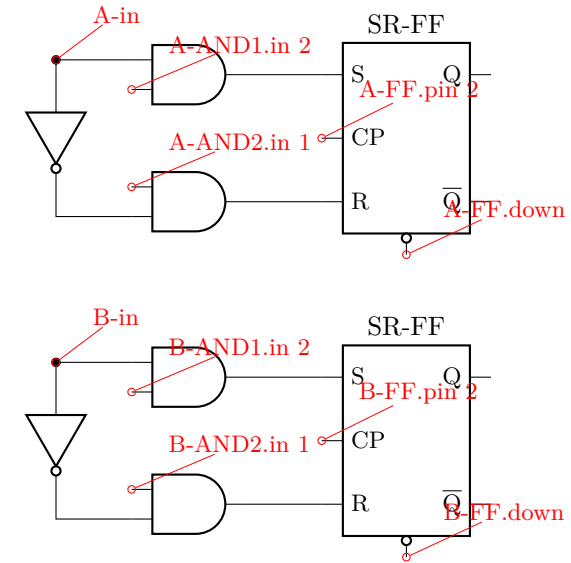 A-in
SR-FF
A-AND1.in 2
S
Q
A-FF.pin 2
CP
A-AND2.in 1
R
Q̅
A-FF.down
B-in
SR-FF
B-AND1.in 2
S
Q
B-FF.pin 2
CP
B-AND2.in 1
R
Q̅
B-FF.down